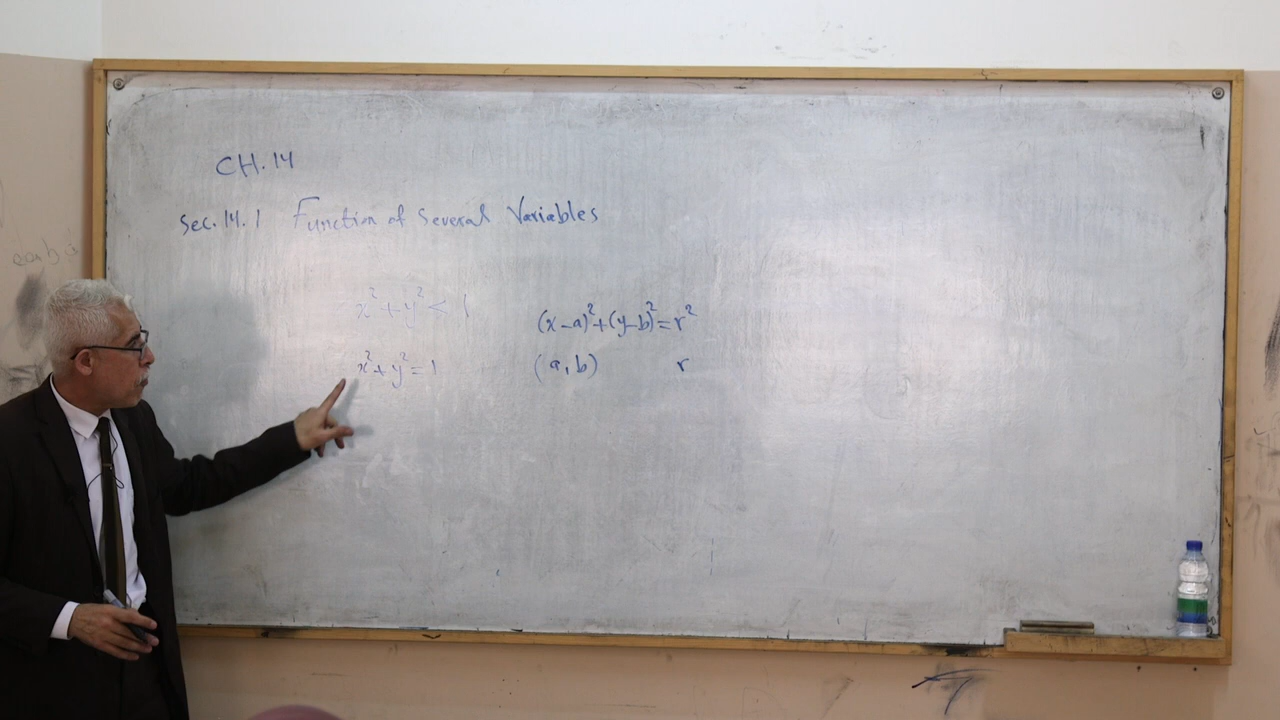 CH.14
Sec.14.1 Function of Several Variables
x²+y²< 1
(x-a)²+(y-b)²=r²
x²+y²=1
(a,b) r